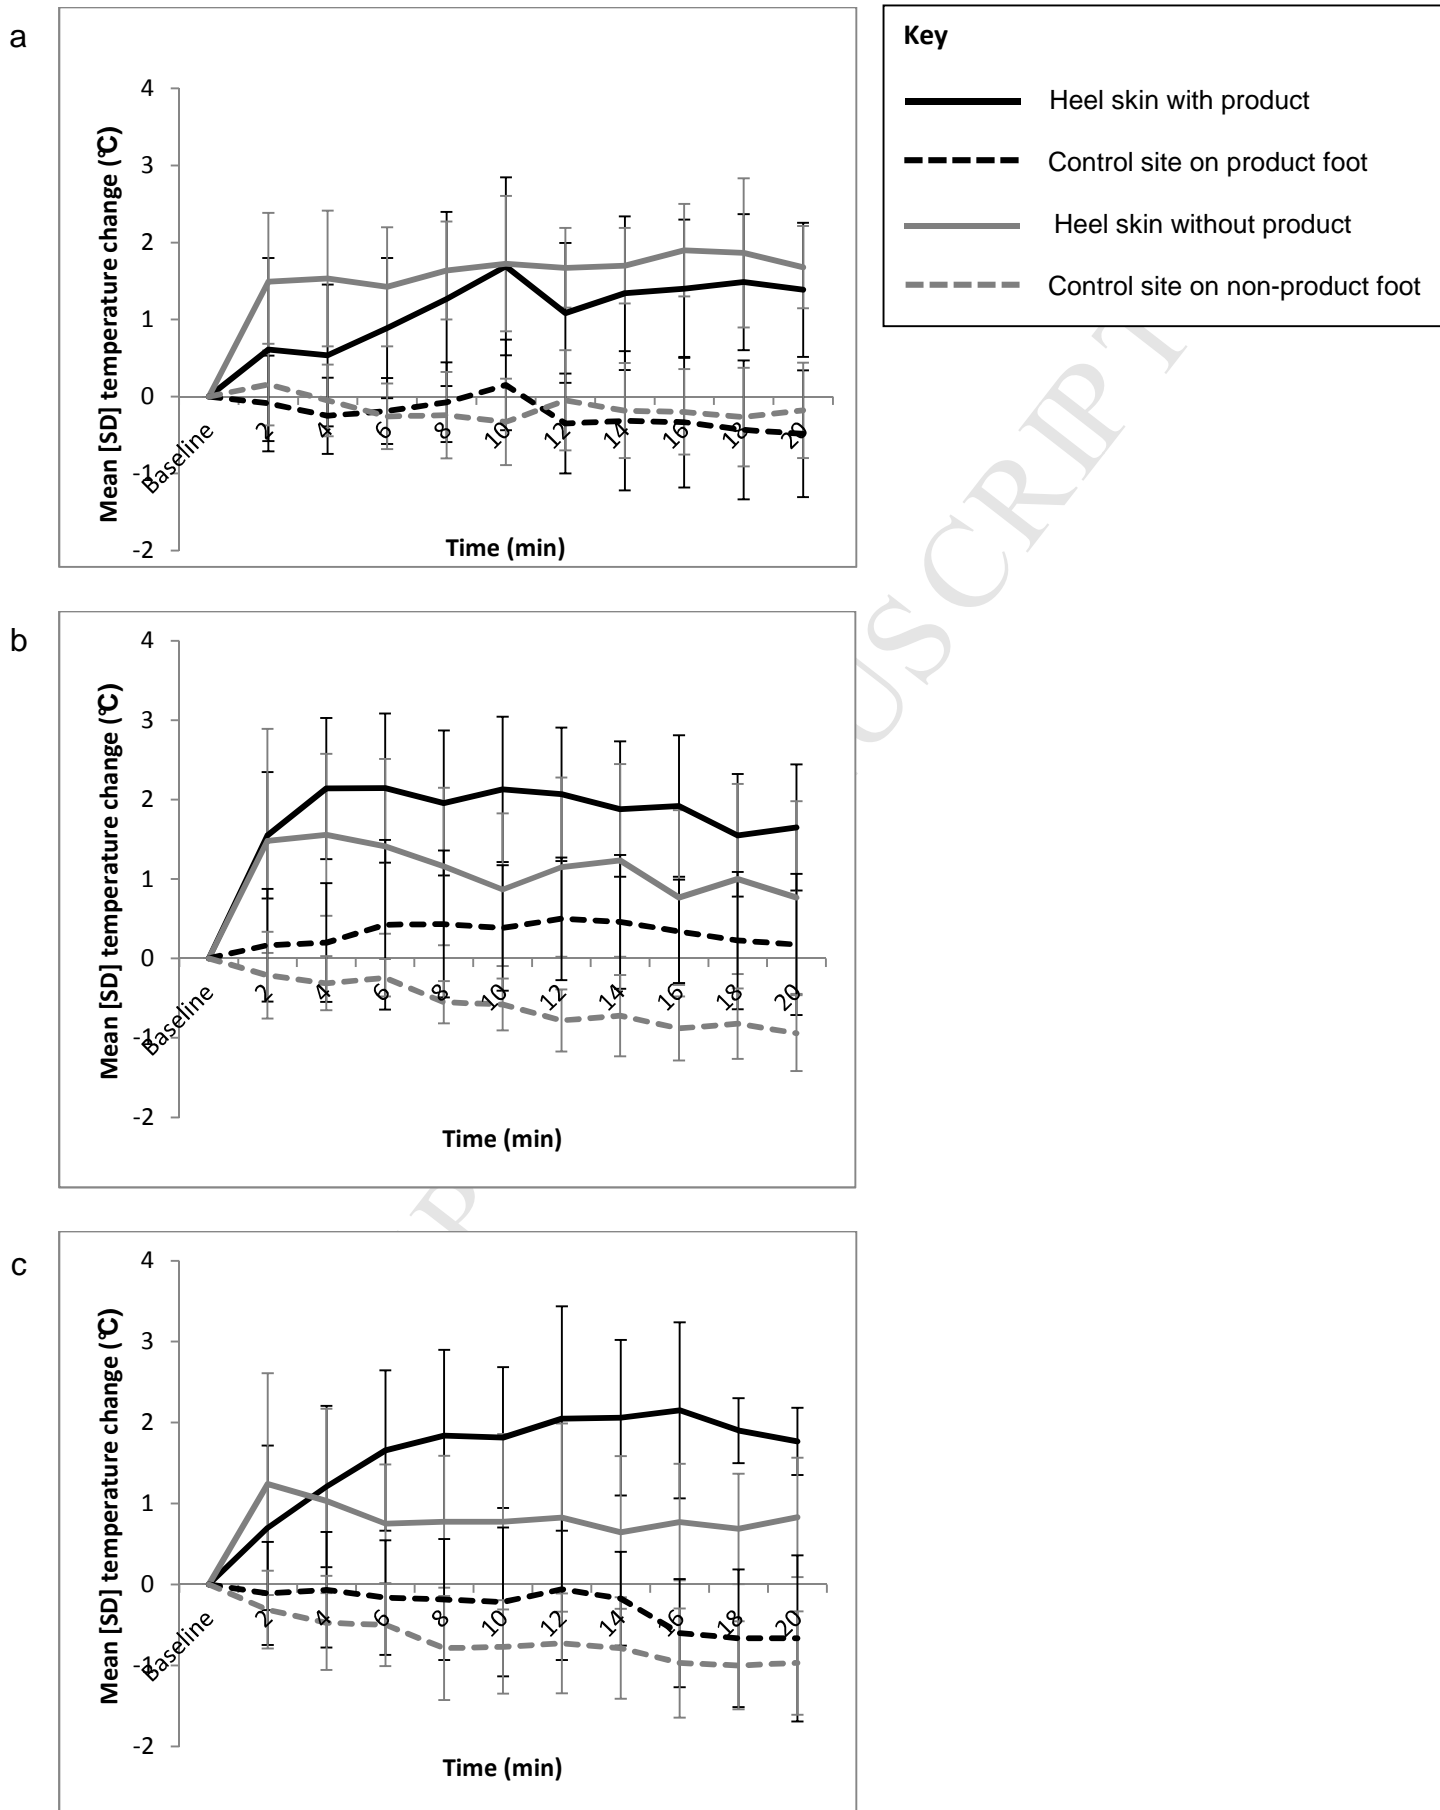 a
Mean [SD] temperature change (°C)
4
3
2
1
0
-1
-2
Baseline
2
4
6
8
10
12
14
16
18
20
Time (min)
Key
Heel skin with product
Control site on product foot
Heel skin without product
Control site on non-product foot
b
Mean [SD] temperature change (°C)
4
3
2
1
0
-1
-2
Baseline
2
4
6
8
10
12
14
16
18
20
Time (min)
c
Mean [SD] temperature change (°C)
4
3
2
1
0
-1
-2
Baseline
2
4
6
8
10
12
14
16
18
20
Time (min)
USCRIPT
P